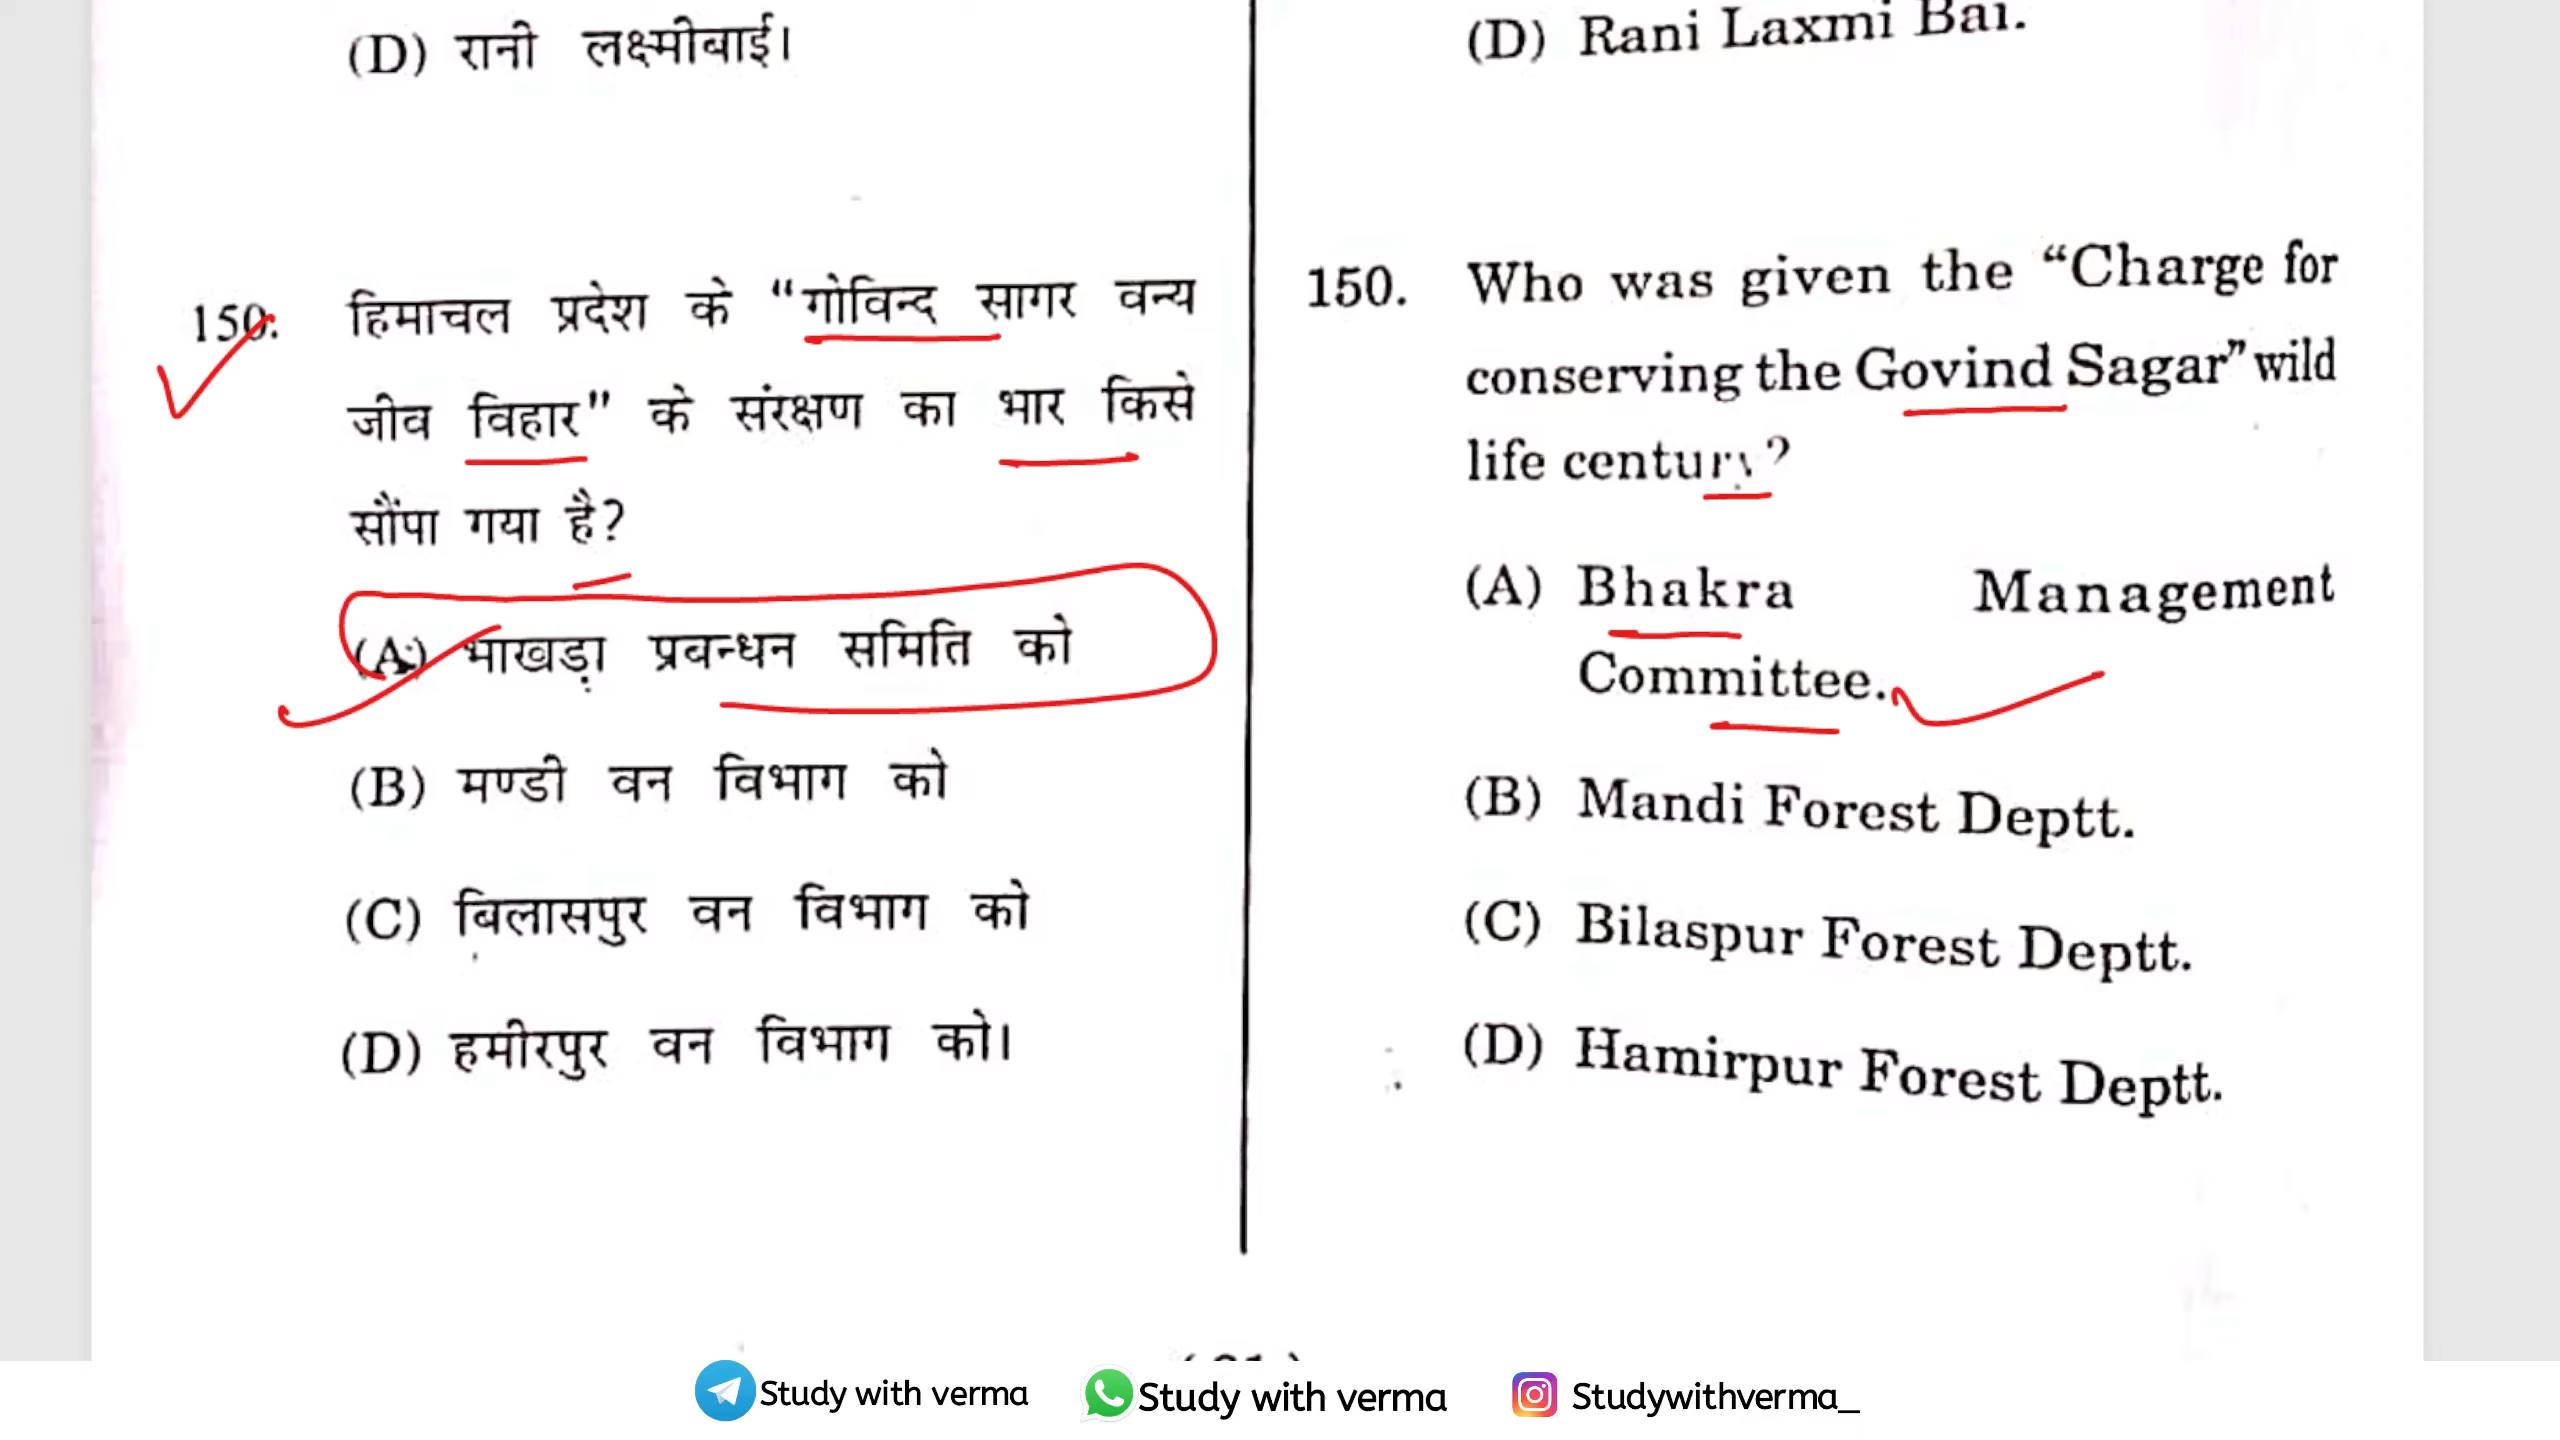 (D) रानी लक्ष्मीबाई।
150. हिमाचल प्रदेश के “गोविन्द सागर वन्य
जीव विहार” के संरक्षण का भार किसे
सौंपा गया है?
(A) भाखड़ा प्रबन्धन समिति को
(B) मण्डी वन विभाग को
(C) बिलासपुर वन विभाग को
(D) हमीरपुर वन विभाग को।
(D) Rani Laxmi Bai.
150. Who was given the “Charge for
conserving the Govind Sagar” wild
life century?
(A) Bhakra Management
Committee.
(B) Mandi Forest Deptt.
(C) Bilaspur Forest Deptt.
(D) Hamirpur Forest Deptt.
Study with verma
Study with verma
Studywithverma_